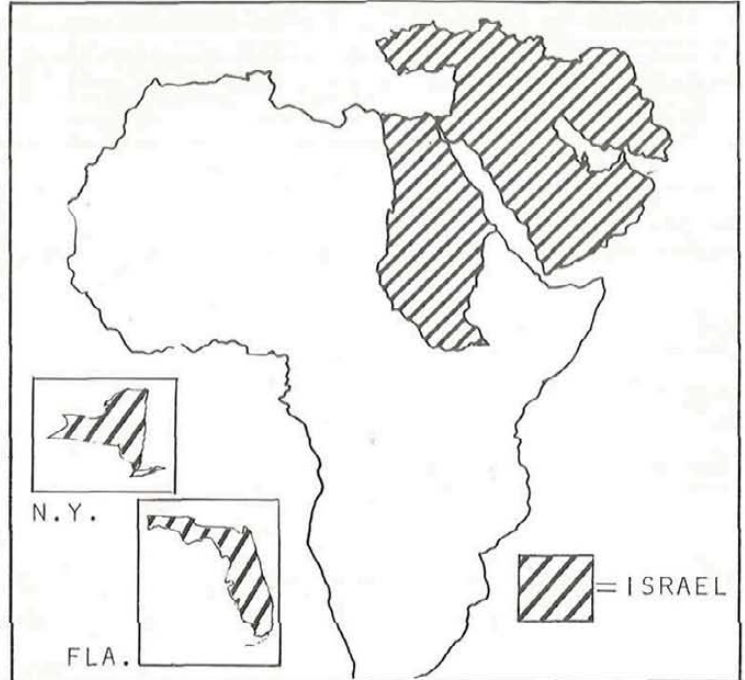 N.Y.
FLA.
= ISRAEL